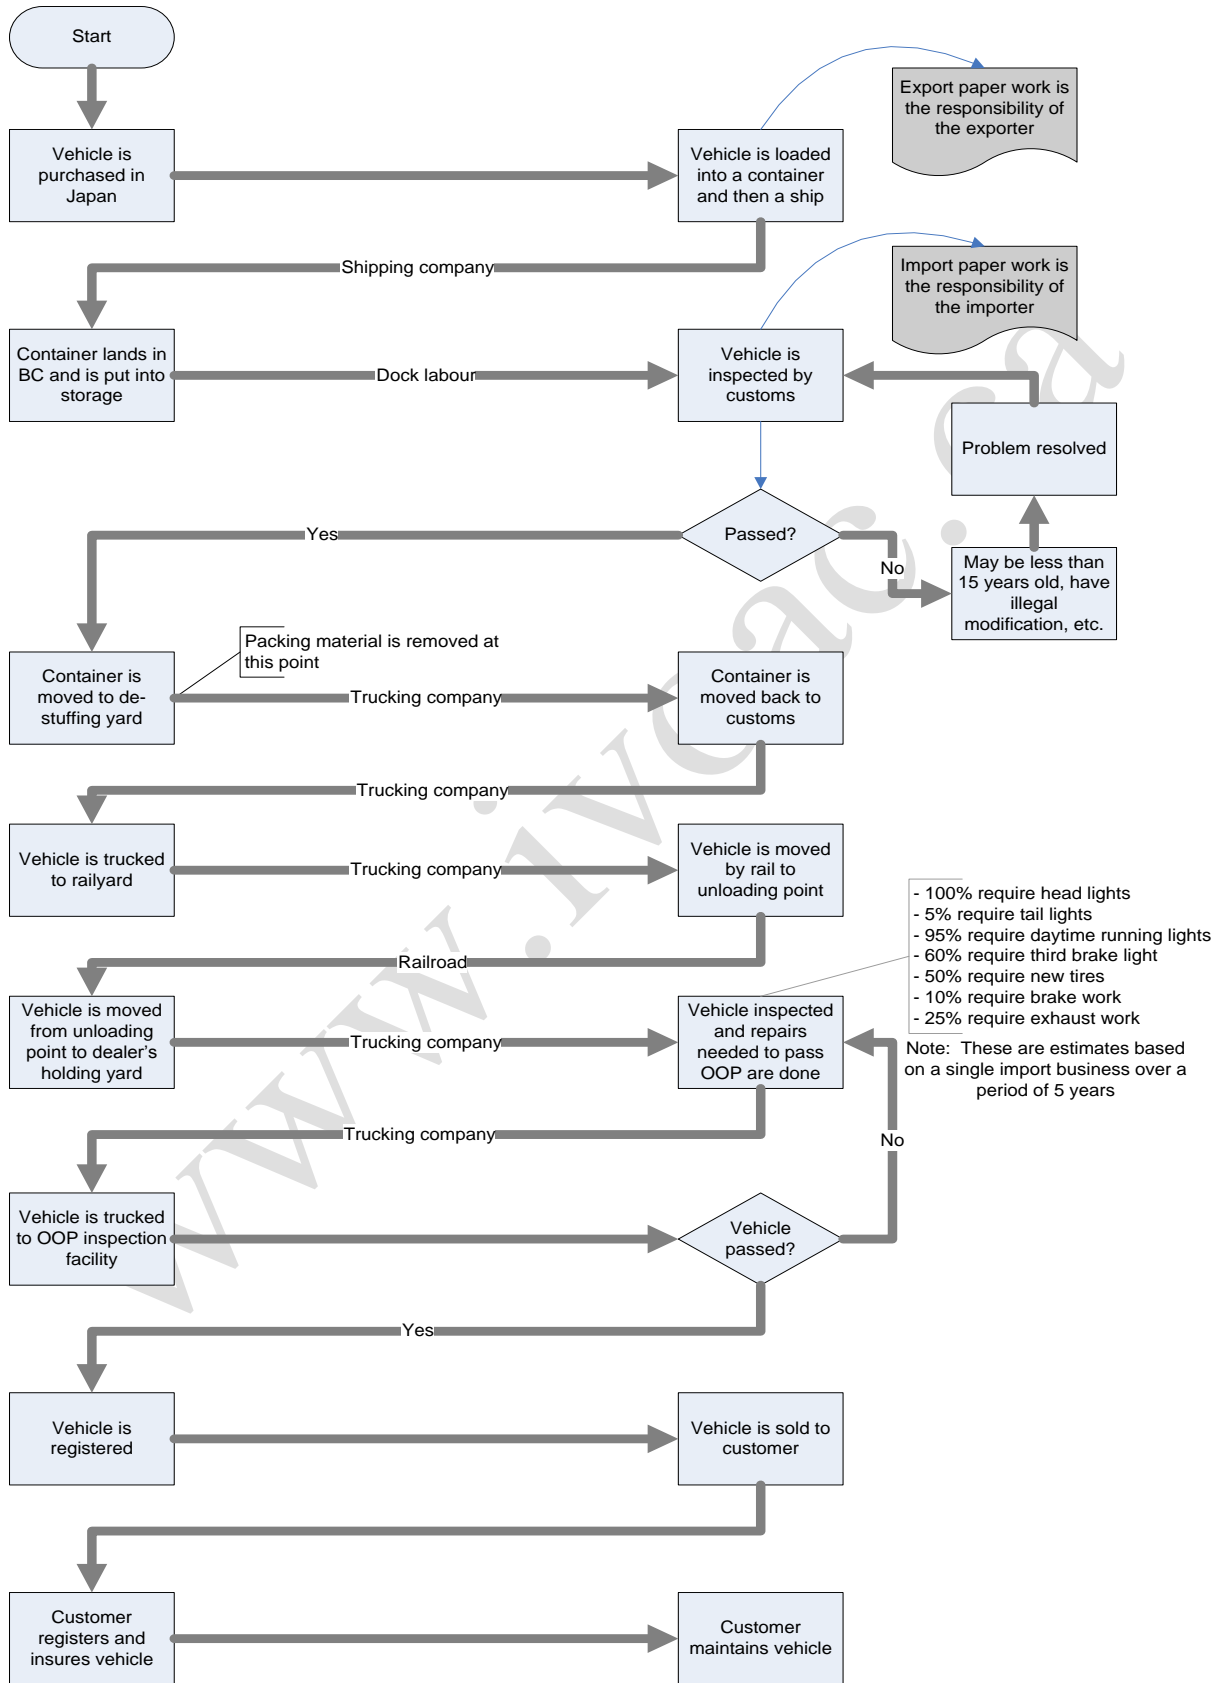 Start
Vehicle is
purchased in
Japan
Vehicle is loaded
into a container
and then a ship
Export paper work is
the responsibility of
the exporter
Shipping company
Import paper work is
the responsibility of
the importer
Container lands in
BC and is put into
storage
Dock labour
Vehicle is
inspected by
customs
Problem resolved
Passed?
Yes
No
May be less than
15 years old, have
illegal
modification, etc.
Packing material is removed at
this point
Container is
moved to de-
stuffing yard
Trucking company
Container is
moved back to
customs
Trucking company
Vehicle is trucked
to railyard
Trucking company
Vehicle is moved
by rail to
unloading point
- 100% require head lights
- 5% require tail lights
- 95% require daytime running lights
- 60% require third brake light
- 50% require new tires
- 10% require brake work
- 25% require exhaust work
Note:  These are estimates based
on a single import business over a
period of 5 years
Railroad
Vehicle is moved
from unloading
point to dealer's
holding yard
Trucking company
Vehicle inspected
and repairs
needed to pass
OOP are done
Trucking company
No
Vehicle is trucked
to OOP inspection
facility
Vehicle
passed?
Yes
Vehicle is
registered
Vehicle is sold to
customer
Customer
registers and
insures vehicle
Customer
maintains vehicle
www.ivoac.ca